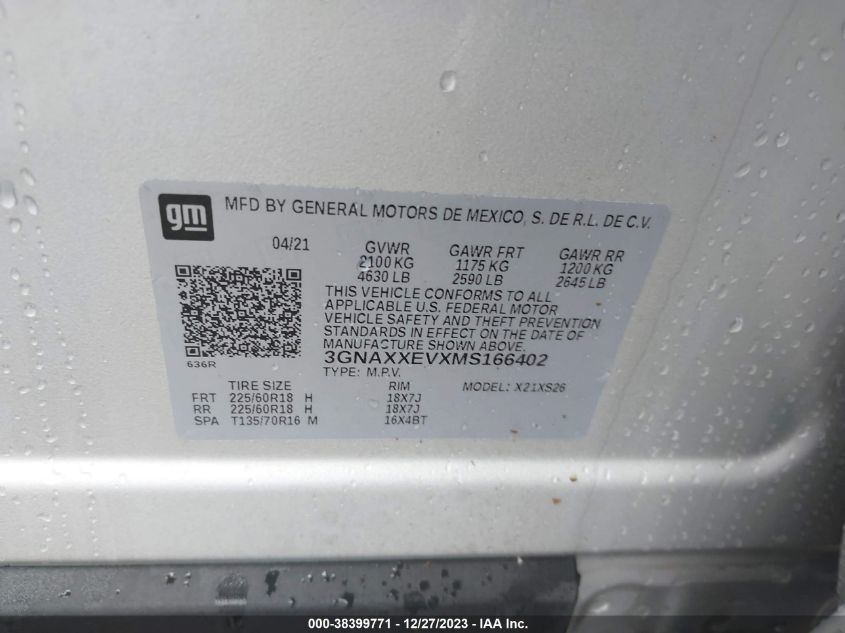 gm
MFD BY GENERAL MOTORS DE MEXICO, S. DE R.L. DE C.V.
04/21 GVWR GAWR FRT GAWR RR
2100 KG 1175 KG 1200 KG
4630 LB 2590 LB 2645 LB
THIS VEHICLE CONFORMS TO ALL
APPLICABLE U.S. FEDERAL MOTOR
VEHICLE SAFETY AND THEFT PREVENTION
STANDARDS IN EFFECT ON THE DATE OF
MANUFACTURE SHOWN ABOVE.
636R
3GNAXXEVXMS166402
TYPE: M.P.V.
TIRE SIZE RIM MODEL: X21XS26
FRT 225/60R18 H 18X7J
RR 225/60R18 H 18X7J
SPA T135/70R16 M 16X4BT
000-38399771 - 12/27/2023 - IAA Inc.